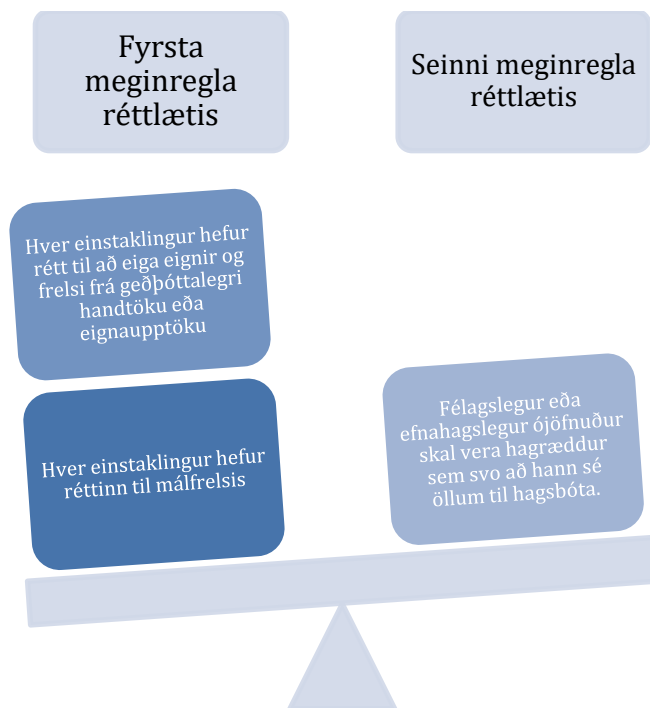 Fyrsta
meginregla
réttlætis
Seinni meginregla
réttlætis
Hver einstaklingur hefur
rétt til að eiga eignir og
frelsi frá geðþóttalegri
handtöku eða
eignaupptöku
Hver einstaklingur hefur
réttinn til málfrelsis
Félagslegur eða
efnahagslegur ójöfnuður
skal vera hagræddur
sem svo að hann sé
öllum til hagsbóta.